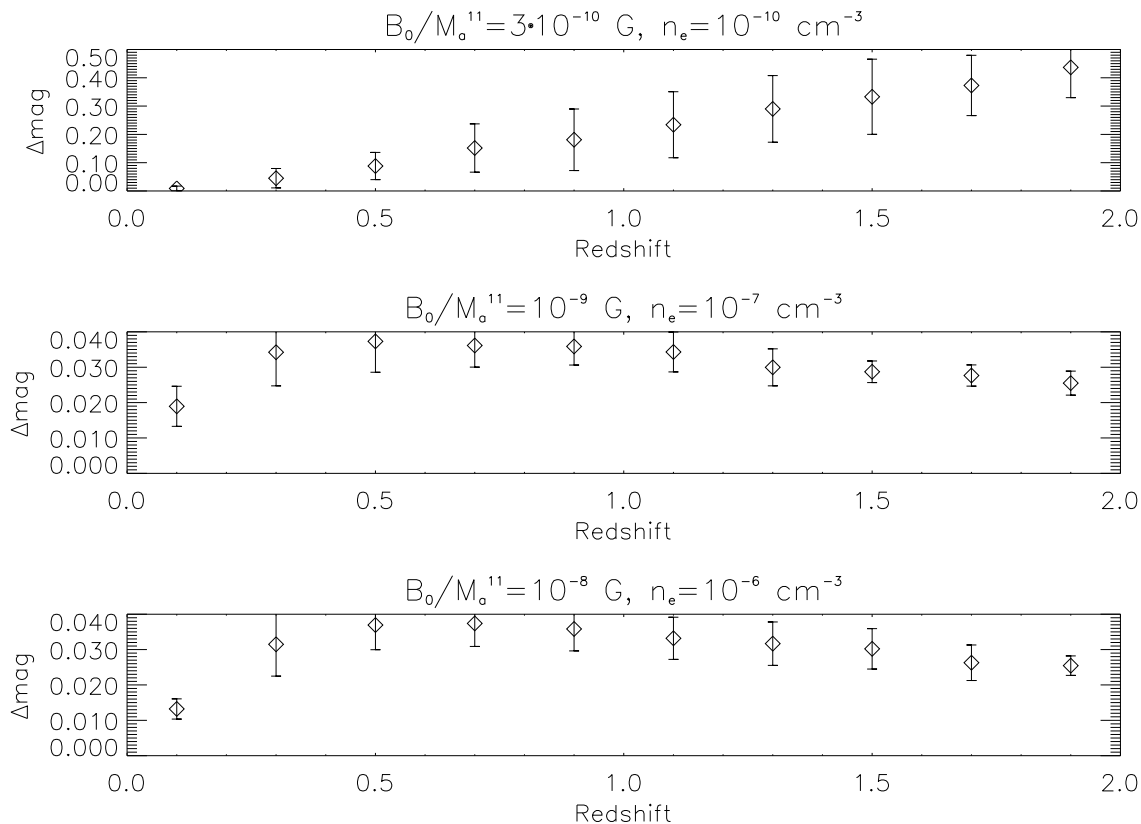 B₀/Mₐ¹¹=3•10⁻¹⁰ G, nₑ=10⁻¹⁰ cm⁻³
Δmag
0.50
0.40
0.30
0.20
0.10
0.00
0.0 0.5 1.0 1.5 2.0
Redshift
B₀/Mₐ¹¹=10⁻⁹ G, nₑ=10⁻⁷ cm⁻³
Δmag
0.040
0.030
0.020
0.010
0.000
0.0 0.5 1.0 1.5 2.0
Redshift
B₀/Mₐ¹¹=10⁻⁸ G, nₑ=10⁻⁶ cm⁻³
Δmag
0.040
0.030
0.020
0.010
0.000
0.0 0.5 1.0 1.5 2.0
Redshift